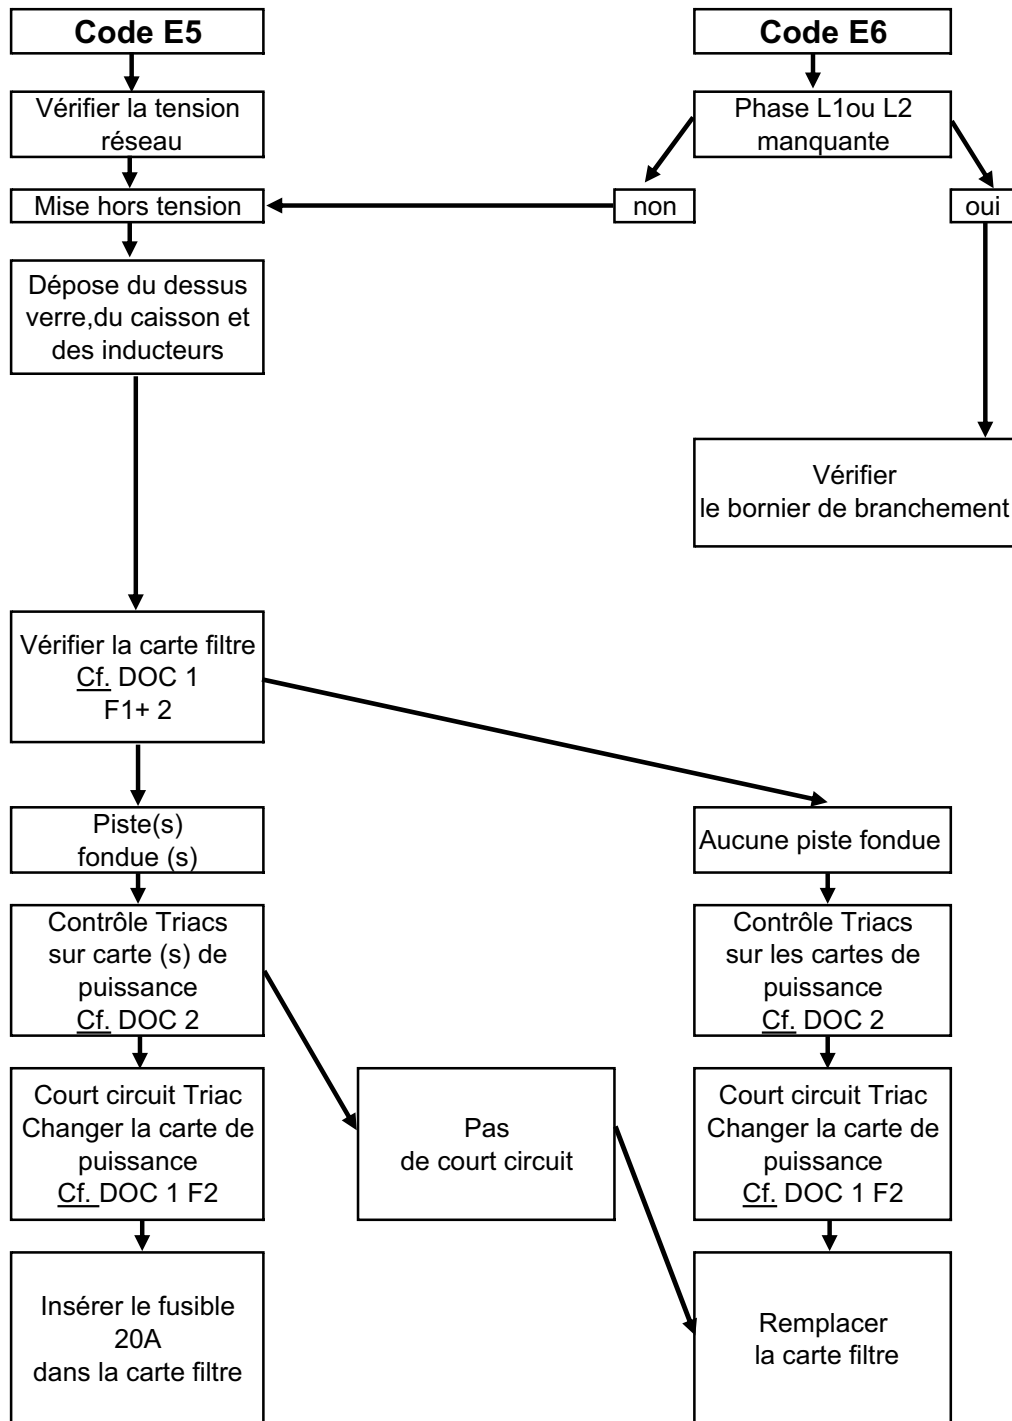 Code E5
Code E6
Vérifier la tension
réseau
Phase L1ou L2
manquante
Mise hors tension
non
oui
Dépose du dessus
verre,du caisson et
des inducteurs
Vérifier
le bornier de branchement
Vérifier la carte filtre
Cf. DOC 1
F1+ 2
Piste(s)
fondue (s)
Aucune piste fondue
Contrôle Triacs
sur carte (s) de
puissance
Cf. DOC 2
Contrôle Triacs
sur les cartes de
puissance
Cf. DOC 2
Court circuit Triac
Changer la carte de
puissance
Cf. DOC 1 F2
Pas
de court circuit
Court circuit Triac
Changer la carte de
puissance
Cf. DOC 1 F2
Insérer le fusible
20A
dans la carte filtre
Remplacer
la carte filtre